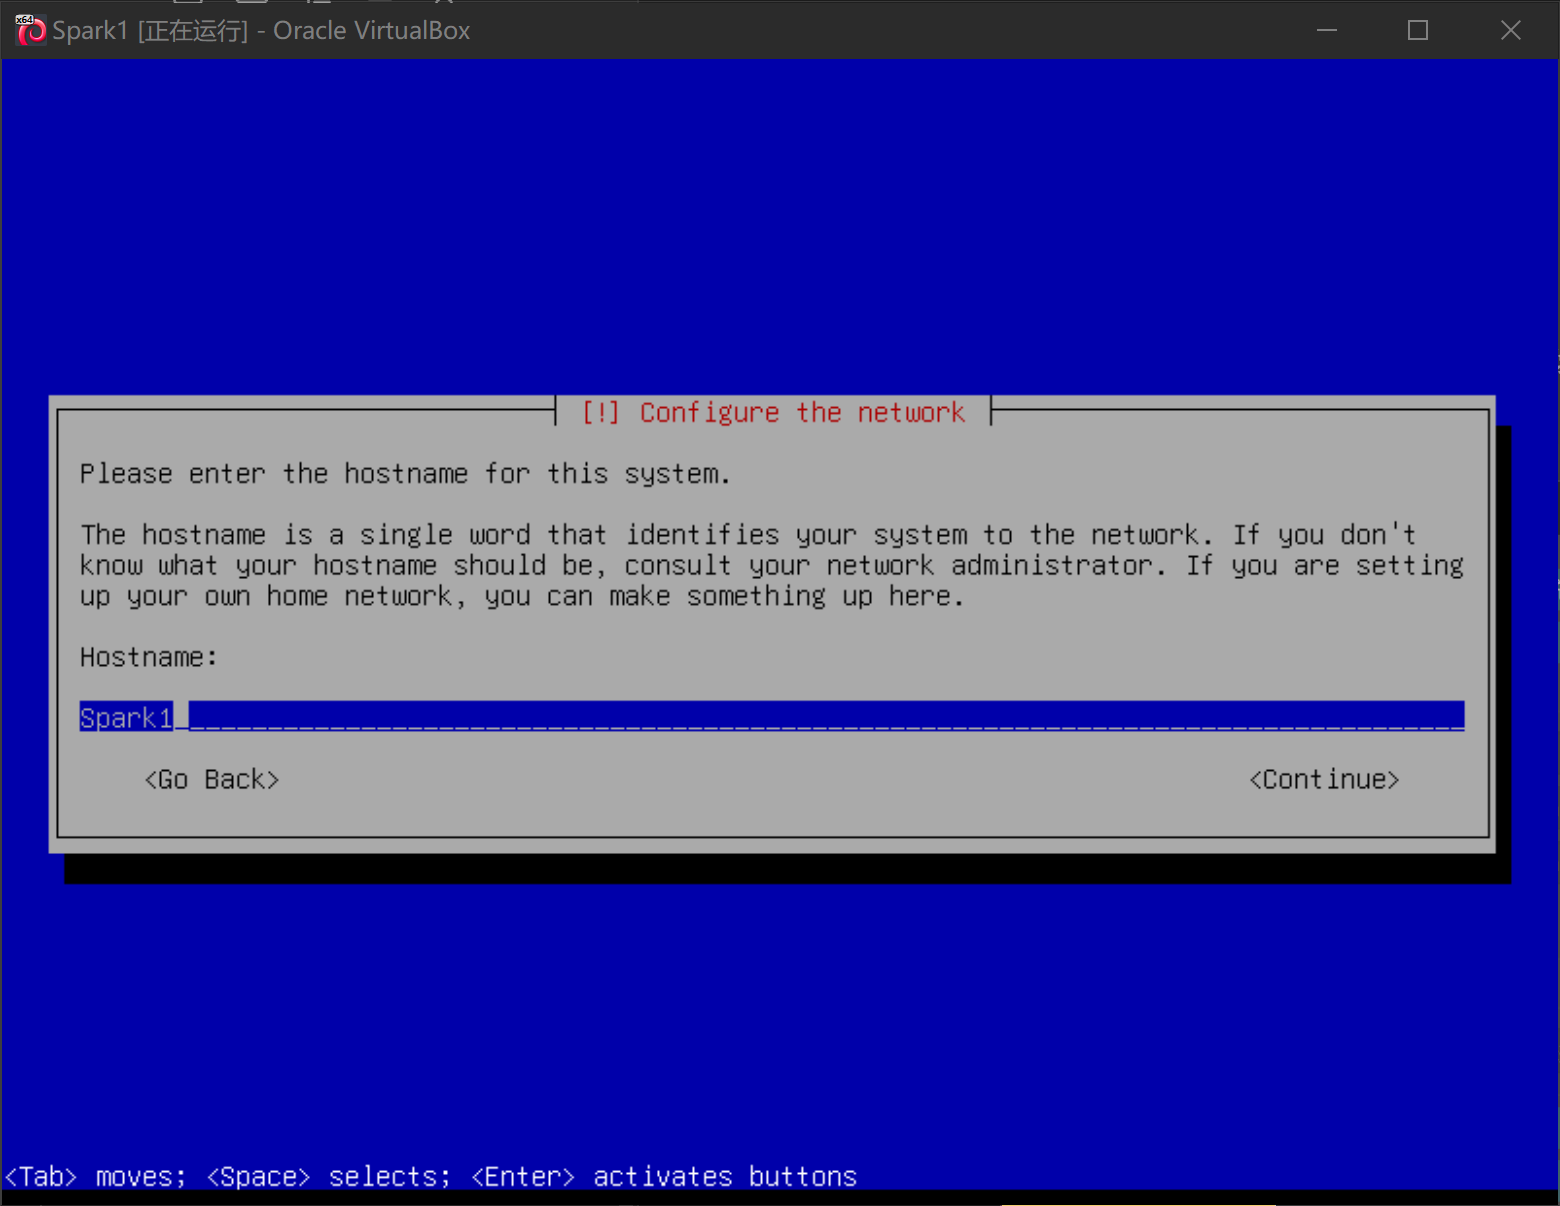 x64
Spark1 [正在运行] - Oracle VirtualBox
[!] Configure the network
Please enter the hostname for this system.
The hostname is a single word that identifies your system to the network. If you don't
know what your hostname should be, consult your network administrator. If you are setting
up your own home network, you can make something up here.
Hostname:
Spark1
<Go Back> <Continue>
<Tab> moves; <Space> selects; <Enter> activates buttons